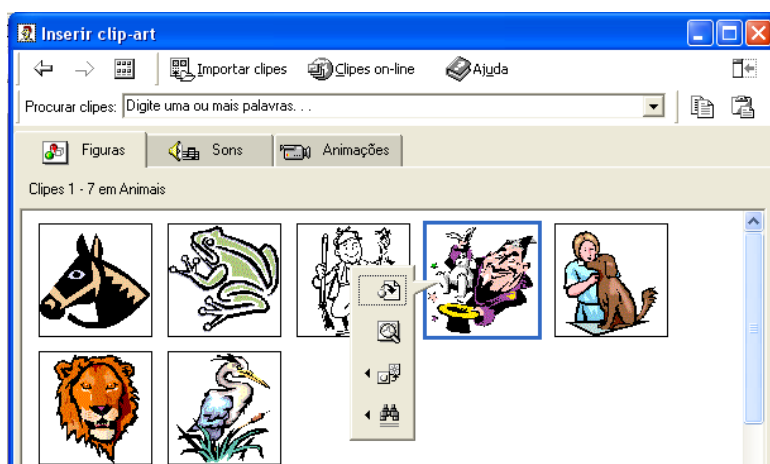 Inserir clip-art
Importar clipes Clipes on-line Ajuda
Procurar clipes: Digite uma ou mais palavras. . .
Figuras Sons Animações
Clipes 1 - 7 em Animais